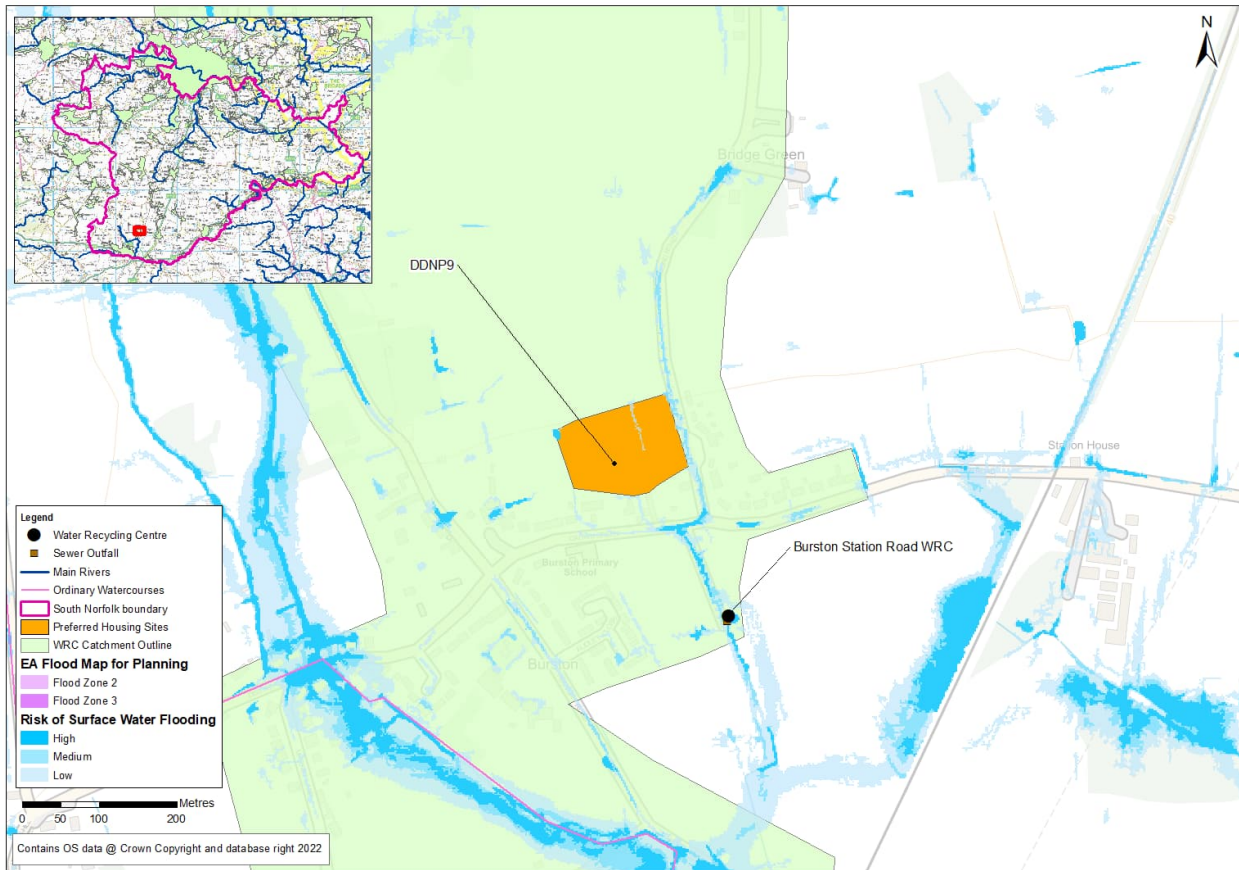 N
Bridge Green
DDNP9
Station House
Burston Primary
School
Burston Station Road WRC
Burston
Legend
Water Recycling Centre
Sewer Outfall
Main Rivers
Ordinary Watercourses
South Norfolk boundary
Preferred Housing Sites
WRC Catchment Outline
EA Flood Map for Planning
Flood Zone 2
Flood Zone 3
Risk of Surface Water Flooding
High
Medium
Low
Metres
0 50 100 200
Contains OS data @ Crown Copyright and database right 2022